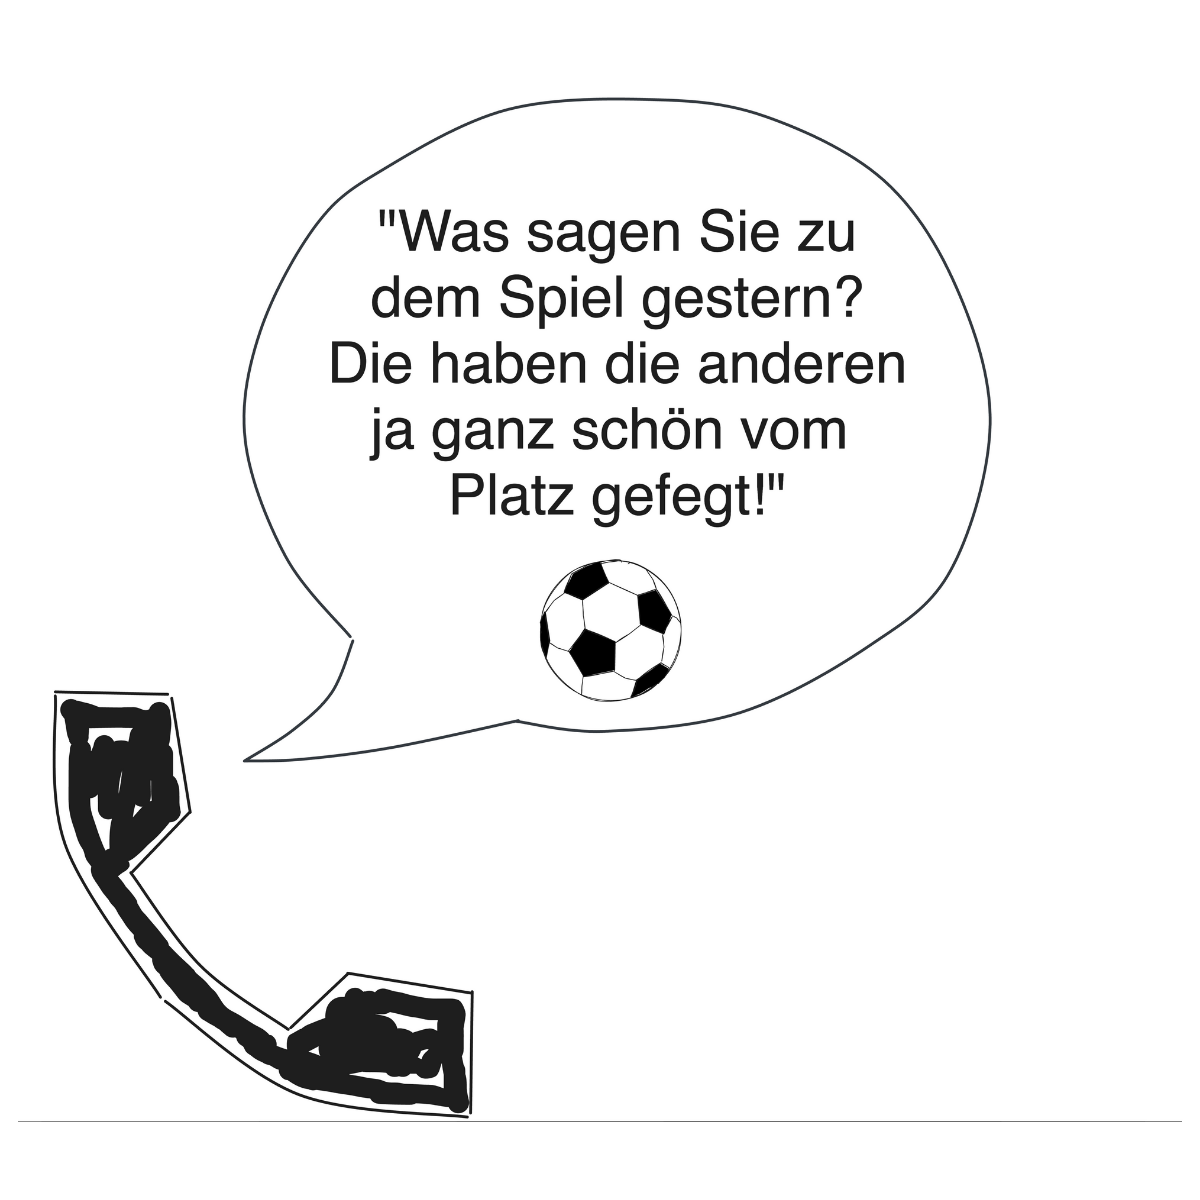 "Was sagen Sie zu
dem Spiel gestern?
Die haben die anderen
ja ganz schön vom
Platz gefegt!"